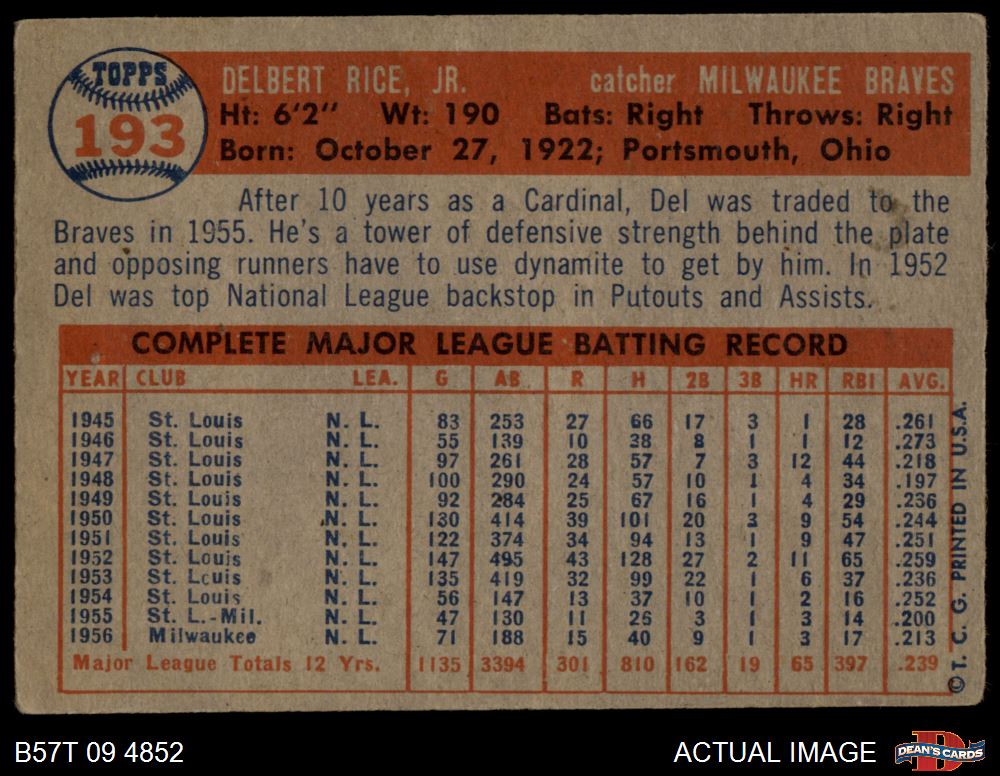 TOPPS
193
DELBERT RICE, JR. catcher MILWAUKEE BRAVES
Ht: 6'2" Wt: 190 Bats: Right Throws: Right
Born: October 27, 1922; Portsmouth, Ohio
After 10 years as a Cardinal, Del was traded to the
Braves in 1955. He's a tower of defensive strength behind the plate
and opposing runners have to use dynamite to get by him. In 1952
Del was top National League backstop in Putouts and Assists.
COMPLETE MAJOR LEAGUE BATTING RECORD
YEAR CLUB LEA. G AB R H 2B 3B HR RBI AVG.
1945 St. Louis N. L. 83 253 27 66 17 3 1 28 .261
1946 St. Louis N. L. 55 139 10 38 8 1 1 12 .273
1947 St. Louis N. L. 97 261 28 57 7 3 12 44 .218
1948 St. Louis N. L. 100 290 24 57 10 1 4 34 .197
1949 St. Louis N. L. 92 284 25 67 16 1 4 29 .236
1950 St. Louis N. L. 130 414 39 101 20 3 9 54 .244
1951 St. Louis N. L. 122 374 34 94 13 1 9 47 .251
1952 St. Louis N. L. 147 495 43 128 27 2 11 65 .259
1953 St. Louis N. L. 135 419 32 99 22 1 6 37 .236
1954 St. Louis N. L. 56 147 13 37 10 1 2 16 .252
1955 St. L.-Mil. N. L. 47 130 11 26 3 1 3 14 .200
1956 Milwaukee N. L. 71 188 15 40 9 1 3 17 .213
Major League Totals 12 Yrs. 1135 3394 301 810 162 19 65 397 .239
© T. C. G. PRINTED IN U.S.A.
B57T 09 4852 ACTUAL IMAGE
DEAN'S CARDS